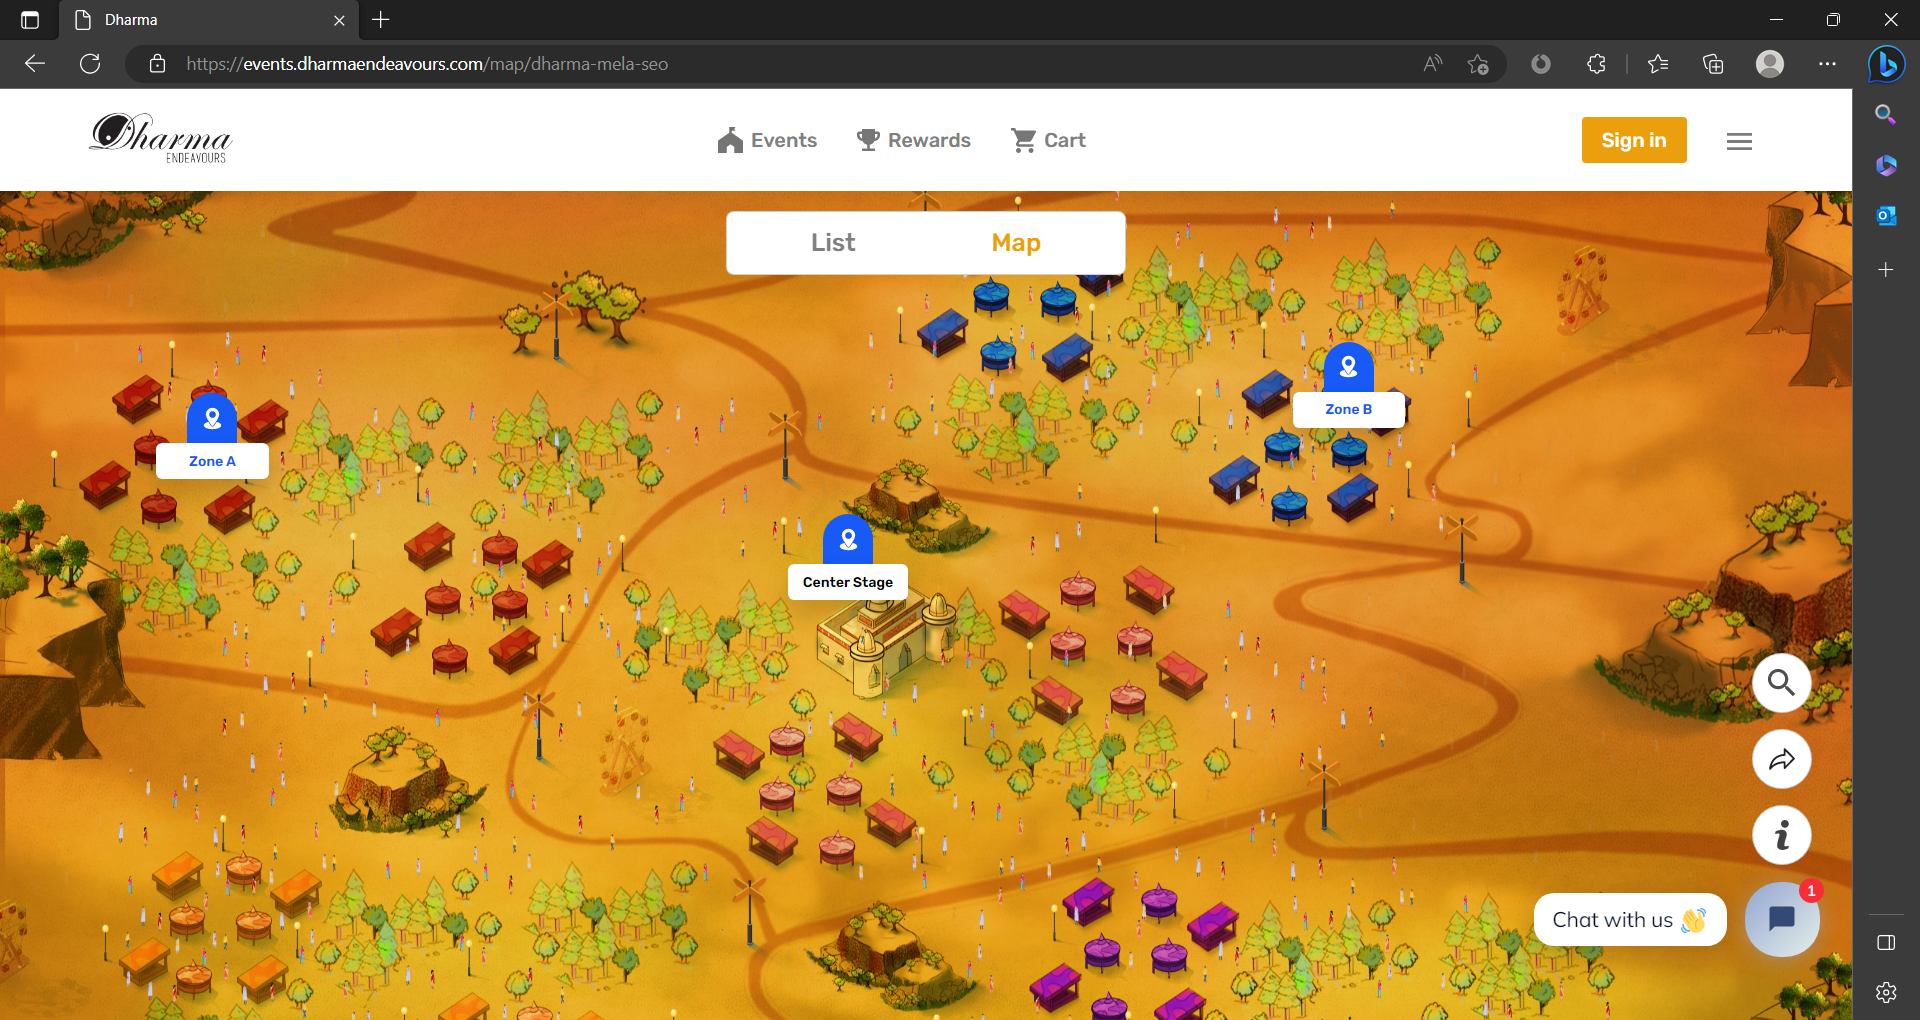 Dharma
https://events.dharmaendeavours.com/map/dharma-mela-seo
Dharma
ENDEAVOURS
Events
Rewards
Cart
Sign in
List
Map
Zone A
Zone B
Center Stage
1
Chat with us 👋